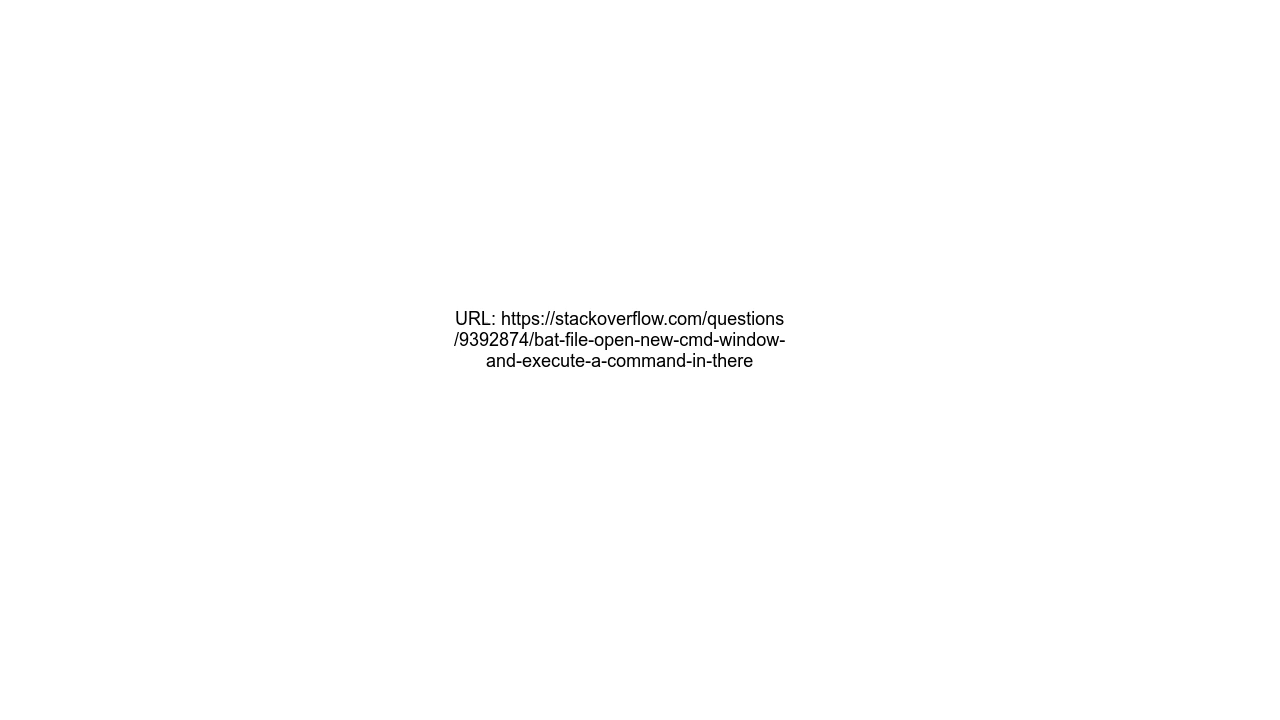 URL: https://stackoverflow.com/questions
/9392874/bat-file-open-new-cmd-window-
and-execute-a-command-in-there